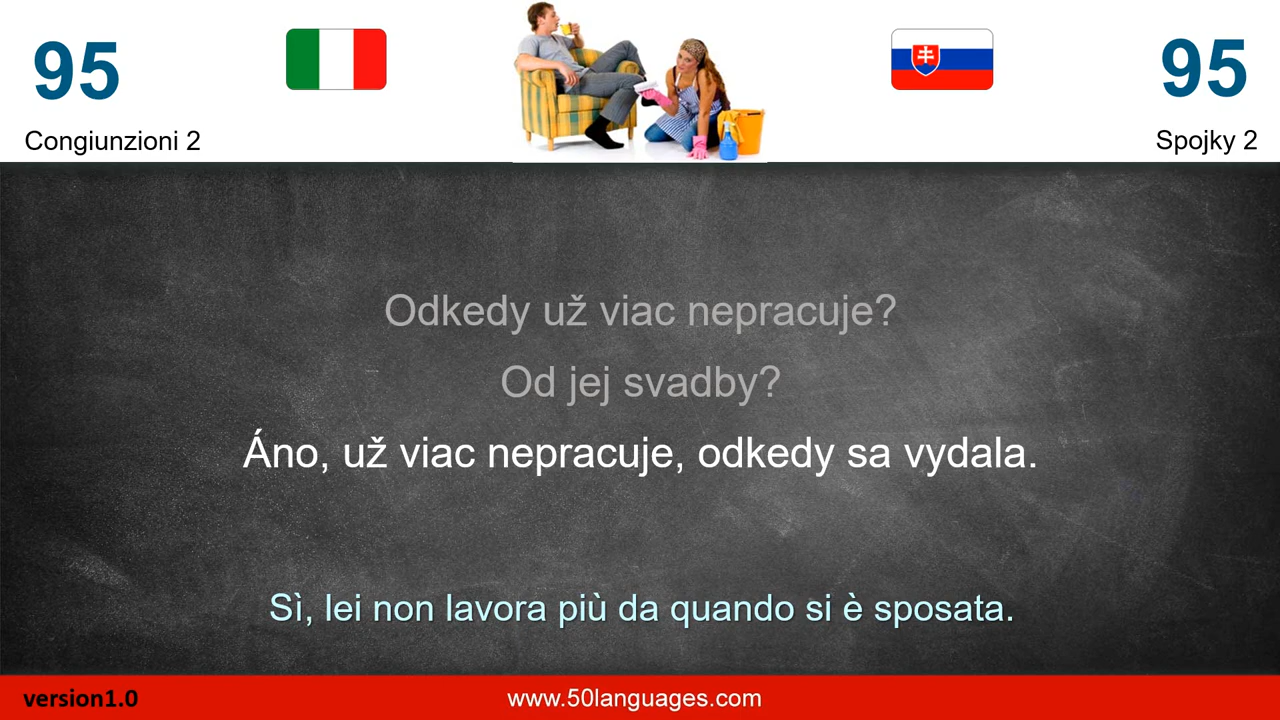 95
95
Congiunzioni 2
Spojky 2
Odkedy už viac nepracuje?
Od jej svadby?
Áno, už viac nepracuje, odkedy sa vydala.
Sì, lei non lavora più da quando si è sposata.
version1.0
www.50languages.com